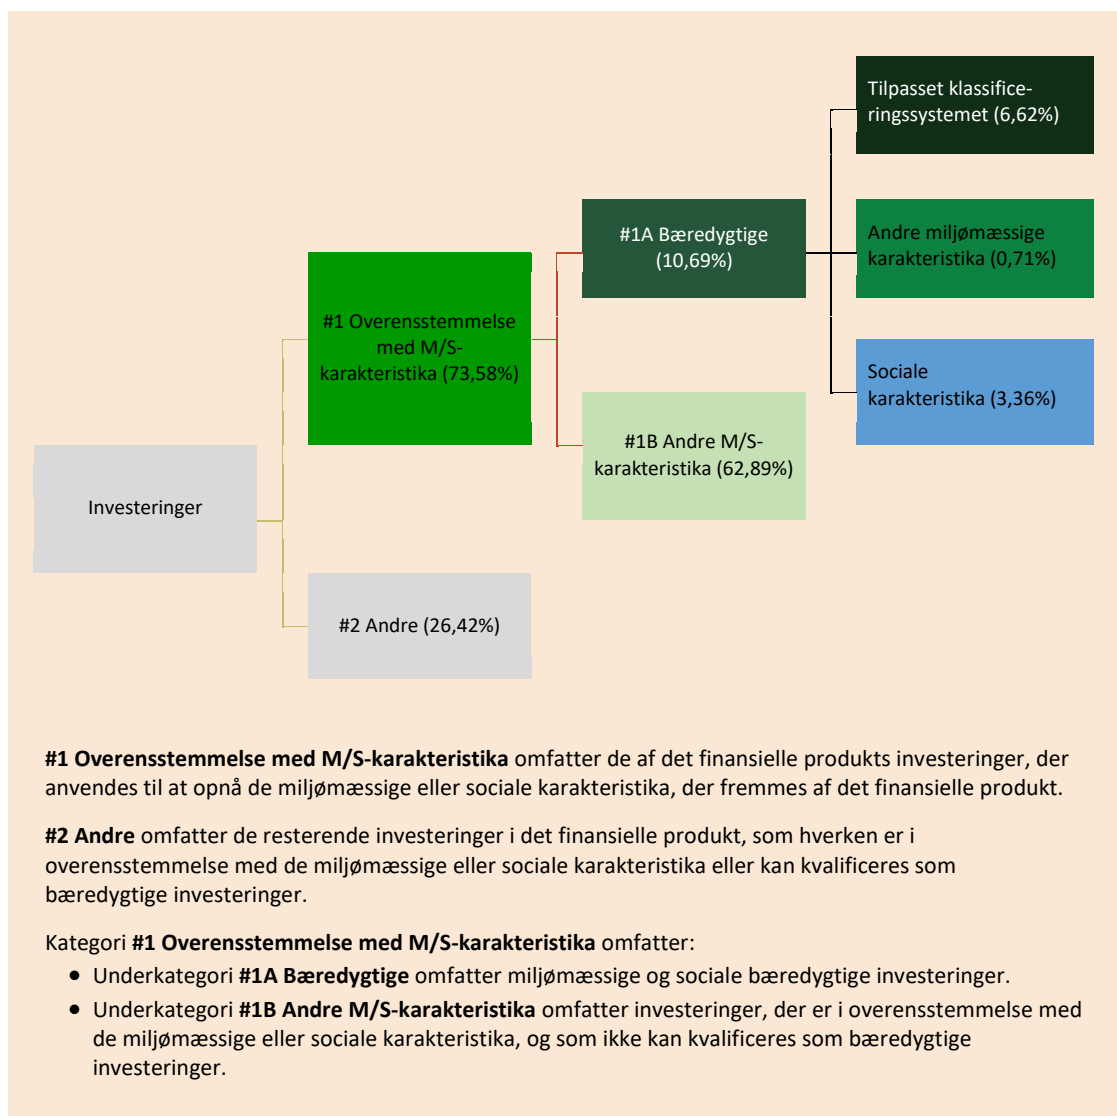 Tilpasset klassifice-
ringssystemet (6,62%)
#1A Bæredygtige
(10,69%)
Andre miljømæssige
karakteristika (0,71%)
#1 Overensstemmelse
med M/S-
karakteristika (73,58%)
Sociale
karakteristika (3,36%)
#1B Andre M/S-
karakteristika (62,89%)
Investeringer
#2 Andre (26,42%)
#1 Overensstemmelse med M/S-karakteristika omfatter de af det finansielle produkts investeringer, der
anvendes til at opnå de miljømæssige eller sociale karakteristika, der fremmes af det finansielle produkt.
#2 Andre omfatter de resterende investeringer i det finansielle produkt, som hverken er i
overensstemmelse med de miljømæssige eller sociale karakteristika eller kan kvalificeres som
bæredygtige investeringer.
Kategori #1 Overensstemmelse med M/S-karakteristika omfatter:
• Underkategori #1A Bæredygtige omfatter miljømæssige og sociale bæredygtige investeringer.
• Underkategori #1B Andre M/S-karakteristika omfatter investeringer, der er i overensstemmelse med
de miljømæssige eller sociale karakteristika, og som ikke kan kvalificeres som bæredygtige
investeringer.